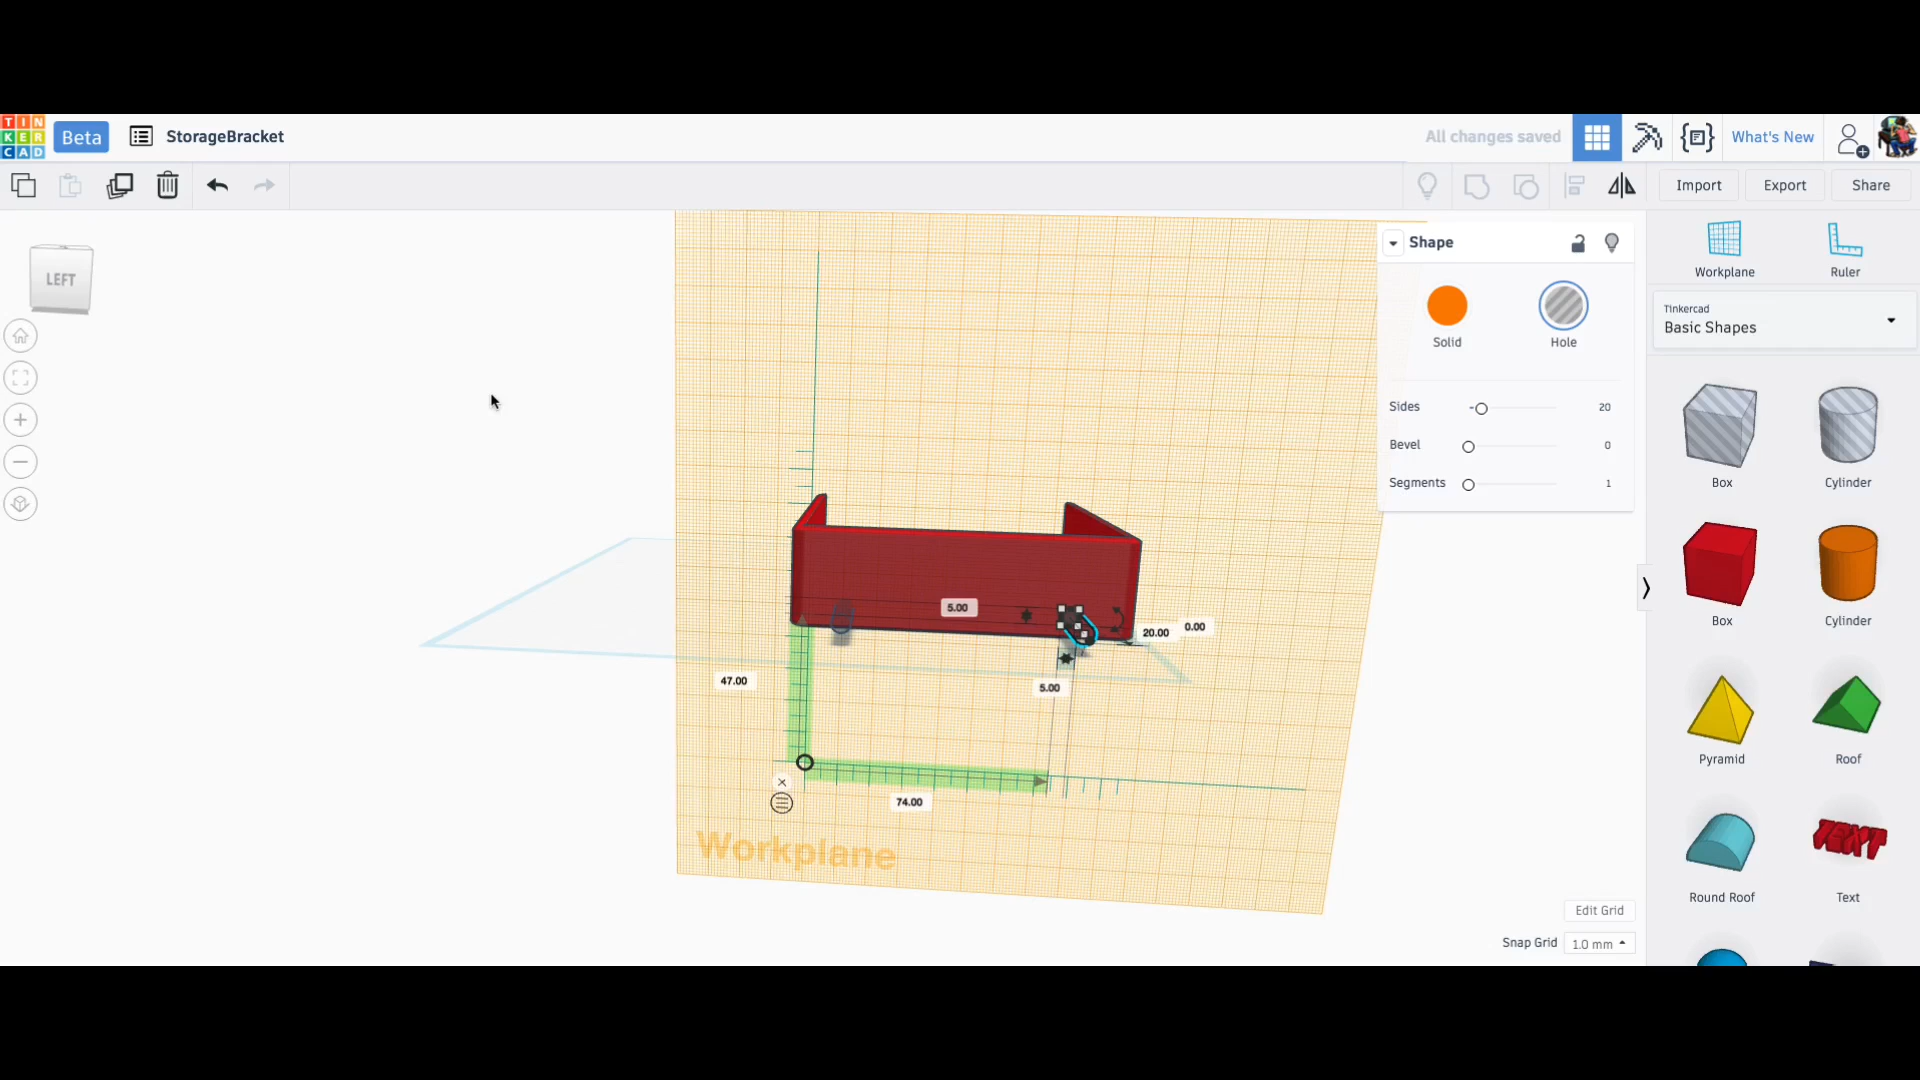 TIN
KER
CAD
Beta
StorageBracket
All changes saved
What's New
Import
Export
Share
LEFT
Shape
Solid
Hole
Sides
20
Bevel
0
Segments
1
Workplane
Ruler
Tinkercad
Basic Shapes
Box
Cylinder
Box
Cylinder
Pyramid
Roof
TEXT
Round Roof
Text
5.00
20.00
0.00
47.00
5.00
74.00
Workplane
Edit Grid
Snap Grid
1.0 mm